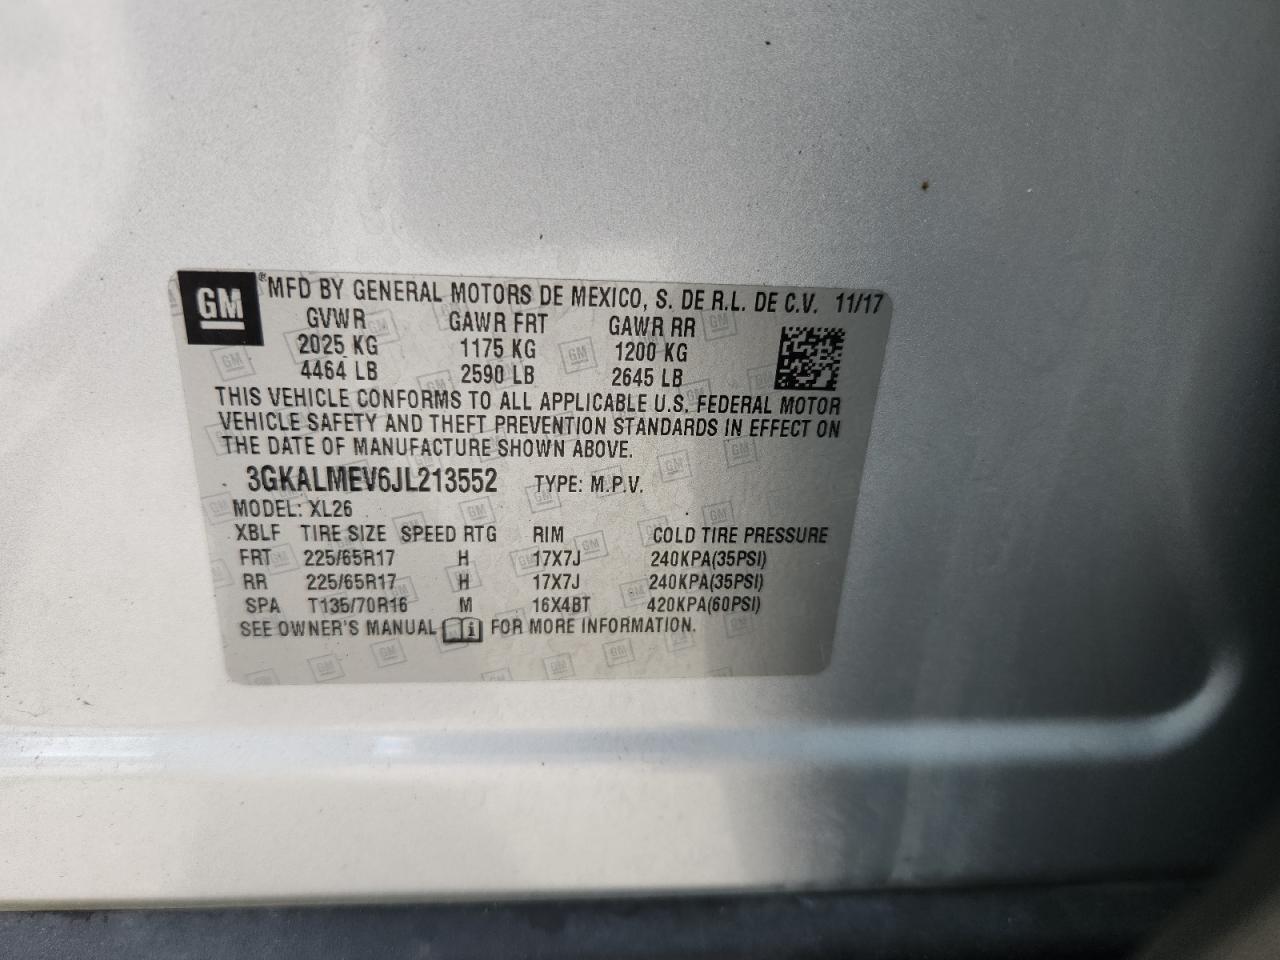 GM ® MFD BY GENERAL MOTORS DE MEXICO, S. DE R.L. DE C.V. 11/17
GVWR GAWR FRT GAWR RR
2025 KG 1175 KG 1200 KG
4464 LB 2590 LB 2645 LB
THIS VEHICLE CONFORMS TO ALL APPLICABLE U.S. FEDERAL MOTOR
VEHICLE SAFETY AND THEFT PREVENTION STANDARDS IN EFFECT ON
THE DATE OF MANUFACTURE SHOWN ABOVE.
3GKALMEV6JL213552 TYPE: M.P.V.
MODEL: XL26
XBLF TIRE SIZE SPEED RTG RIM COLD TIRE PRESSURE
FRT 225/65R17 H 17X7J 240KPA(35PSI)
RR 225/65R17 H 17X7J 240KPA(35PSI)
SPA T135/70R16 M 16X4BT 420KPA(60PSI)
SEE OWNER'S MANUAL i FOR MORE INFORMATION.